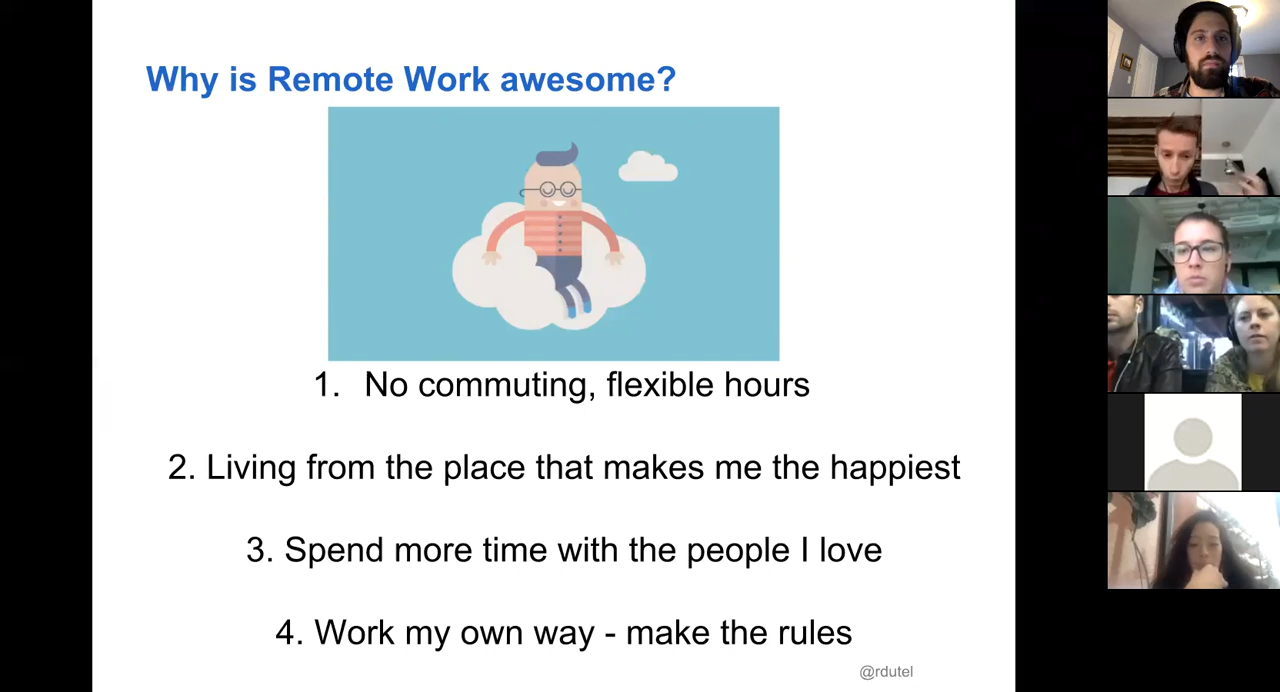 Why is Remote Work awesome?
1. No commuting, flexible hours
2. Living from the place that makes me the happiest
3. Spend more time with the people I love
4. Work my own way - make the rules
@rdutel